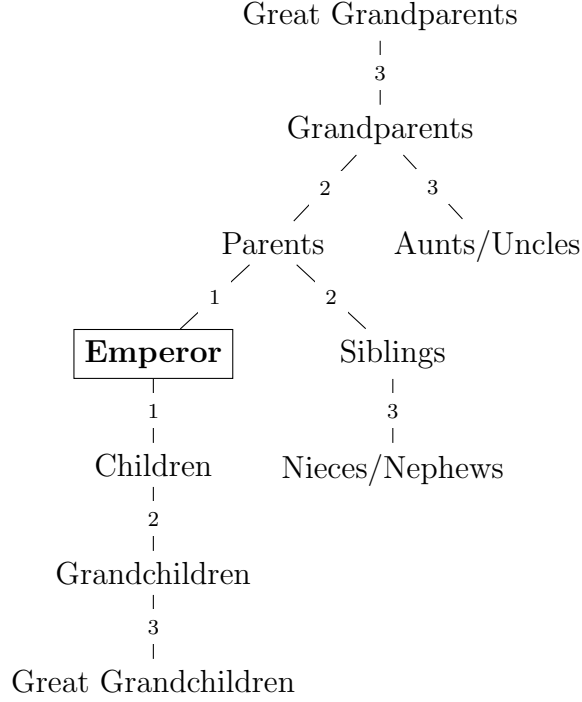 Great Grandparents
3
Grandparents
2 3
Parents Aunts/Uncles
1 2
Emperor Siblings
1 3
Children Nieces/Nephews
2
Grandchildren
3
Great Grandchildren